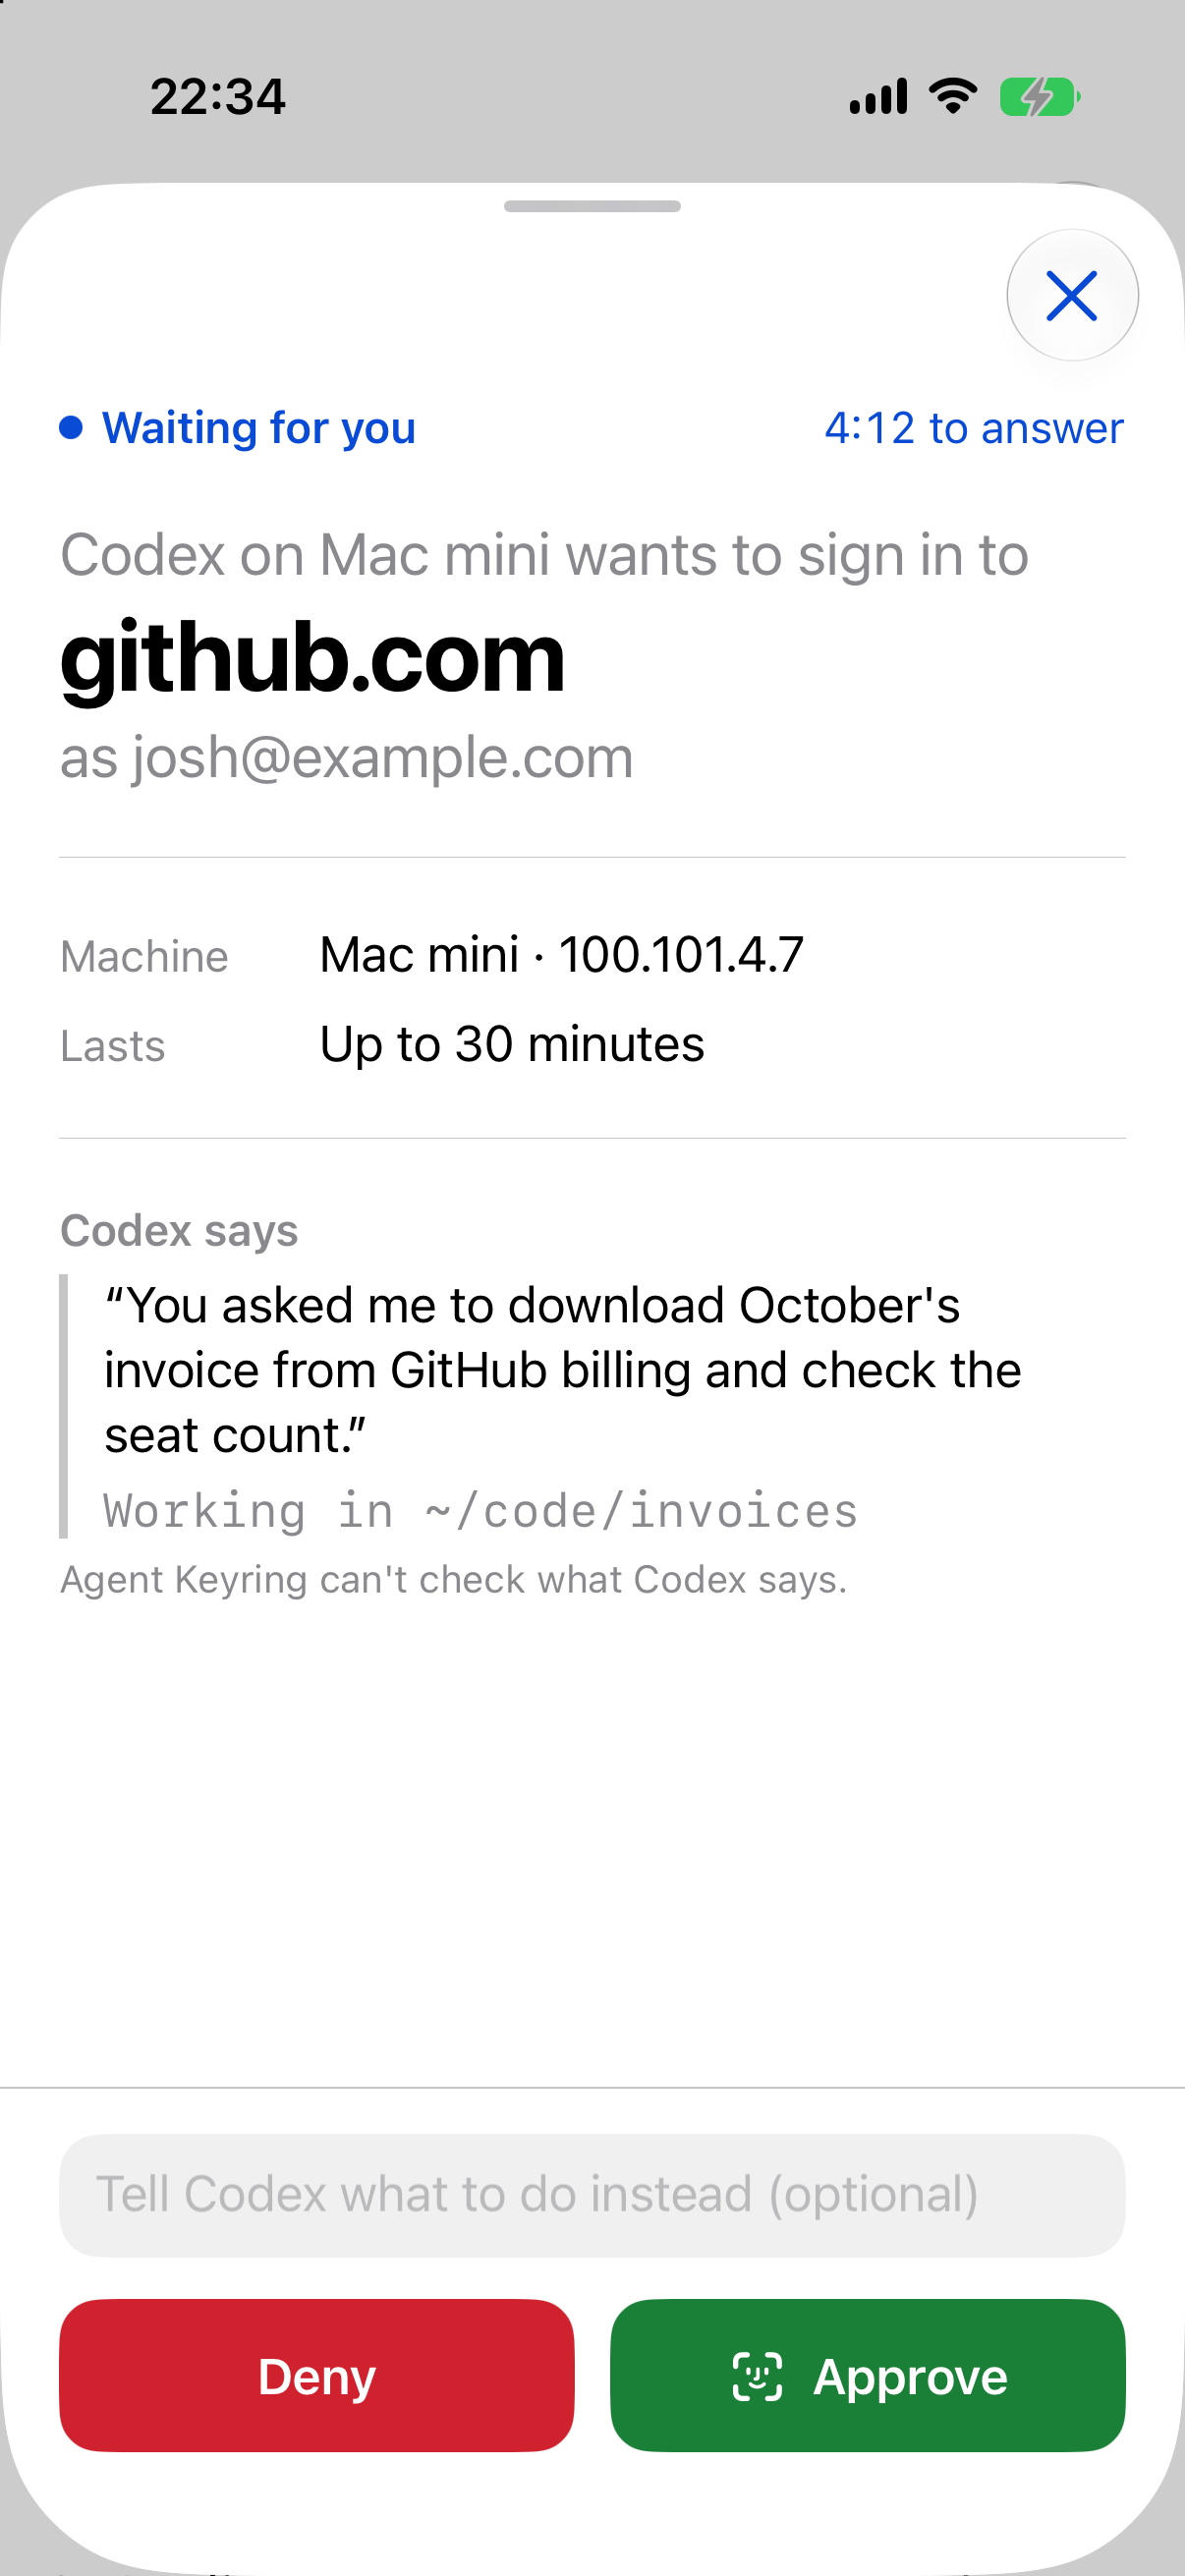 22:34
Waiting for you
4:12 to answer
Codex on Mac mini wants to sign in to
github.com
as josh@example.com
Machine
Mac mini · 100.101.4.7
Lasts
Up to 30 minutes
Codex says
“You asked me to download October's
invoice from GitHub billing and check the
seat count.”
Working in ~/code/invoices
Agent Keyring can't check what Codex says.
Tell Codex what to do instead (optional)
Deny
Approve